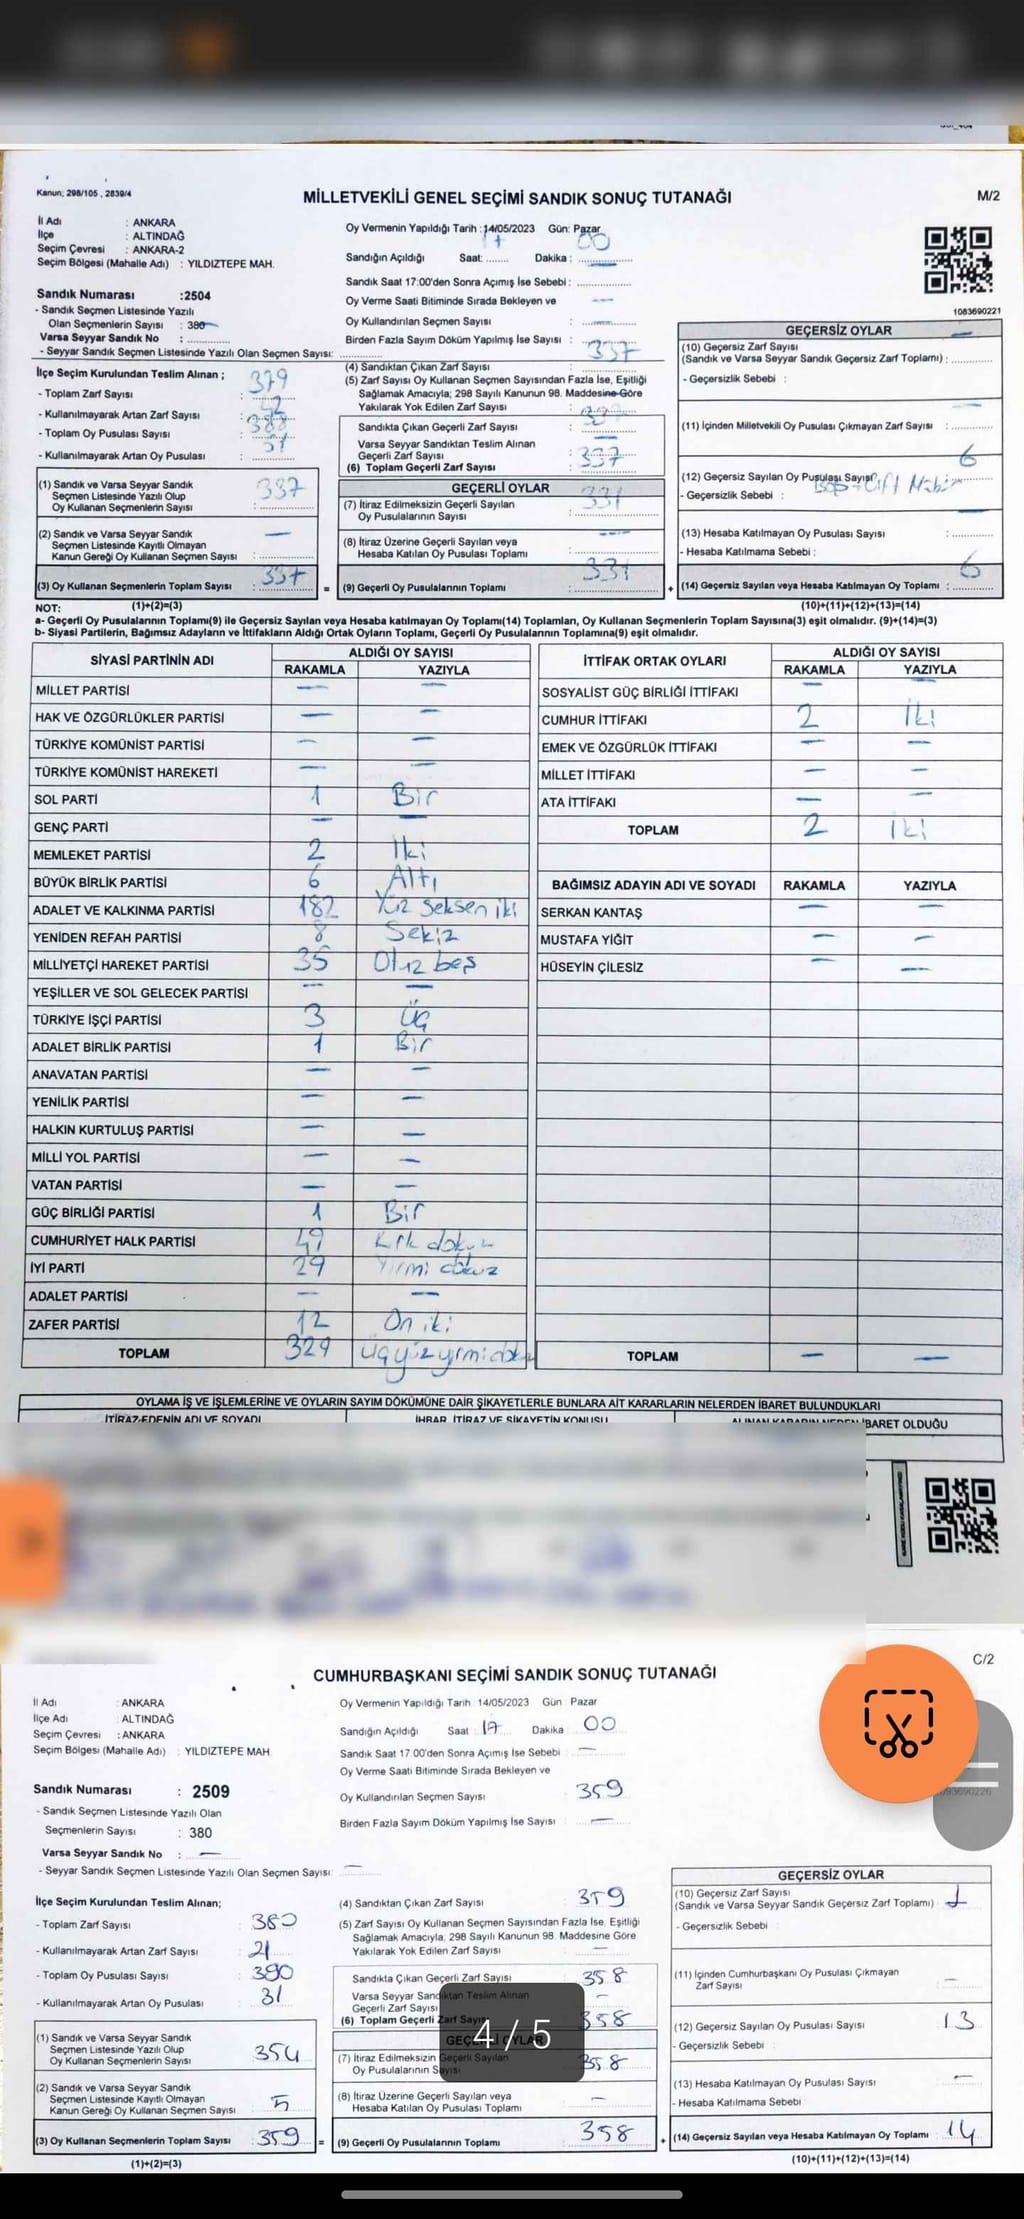 Kanun; 298/105 , 2839/4
MİLLETVEKİLİ GENEL SEÇİMİ SANDIK SONUÇ TUTANAĞI
M/2
İl Adı : ANKARA
İlçe : ALTINDAĞ
Seçim Çevresi : ANKARA-2
Seçim Bölgesi (Mahalle Adı) : YILDIZTEPE MAH.
Sandık Numarası :2504
- Sandık Seçmen Listesinde Yazılı
Olan Seçmenlerin Sayısı : 380
Varsa Seyyar Sandık No :
- Seyyar Sandık Seçmen Listesinde Yazılı Olan Seçmen Sayısı:
Oy Vermenin Yapıldığı Tarih :14/05/2023 Gün: Pazar
Sandığın Açıldığı Saat: 17 Dakika : 00
Sandık Saat 17:00'den Sonra Açımış İse Sebebi :
Oy Verme Saati Bitiminde Sırada Bekleyen ve
Oy Kullandırılan Seçmen Sayısı : —
Birden Fazla Sayım Döküm Yapılmış İse Sayısı :
1083690221
İlçe Seçim Kurulundan Teslim Alınan ;
- Toplam Zarf Sayısı : 379
- Kullanılmayarak Artan Zarf Sayısı : 42
- Toplam Oy Pusulası Sayısı : 388
- Kullanılmayarak Artan Oy Pusulası : 51
(4) Sandıktan Çıkan Zarf Sayısı : 337
(5) Zarf Sayısı Oy Kullanan Seçmen Sayısından Fazla İse, Eşitliği
Sağlamak Amacıyla; 298 Sayılı Kanunun 98. Maddesine Göre
Yakılarak Yok Edilen Zarf Sayısı :
Sandıkta Çıkan Geçerli Zarf Sayısı : 337
Varsa Seyyar Sandıktan Teslim Alınan
Geçerli Zarf Sayısı : —
(6) Toplam Geçerli Zarf Sayısı : 337
(1) Sandık ve Varsa Seyyar Sandık
Seçmen Listesinde Yazılı Olup
Oy Kullanan Seçmenlerin Sayısı : 337
(2) Sandık ve Varsa Seyyar Sandık
Seçmen Listesinde Kayıtlı Olmayan
Kanun Gereği Oy Kullanan Seçmen Sayısı : —
(3) Oy Kullanan Seçmenlerin Toplam Sayısı : 337 =
(1)+(2)=(3)
GEÇERLİ OYLAR
(7) İtiraz Edilmeksizin Geçerli Sayılan
Oy Pusulalarının Sayısı : 331
(8) İtiraz Üzerine Geçerli Sayılan veya
Hesaba Katılan Oy Pusulası Toplamı : —
(9) Geçerli Oy Pusulalarının Toplamı : 331 +
GEÇERSİZ OYLAR
(10) Geçersiz Zarf Sayısı
(Sandık ve Varsa Seyyar Sandık Geçersiz Zarf Toplamı) : —
- Geçersizlik Sebebi :
(11) İçinden Milletvekili Oy Pusulası Çıkmayan Zarf Sayısı : —
(12) Geçersiz Sayılan Oy Pusulası Sayısı 6
- Geçersizlik Sebebi :
(13) Hesaba Katılmayan Oy Pusulası Sayısı : —
- Hesaba Katılmama Sebebi :
(14) Geçersiz Sayılan veya Hesaba Katılmayan Oy Toplamı : 6
(10)+(11)+(12)+(13)=(14)
NOT:
a- Geçerli Oy Pusulalarının Toplamı(9) ile Geçersiz Sayılan veya Hesaba katılmayan Oy Toplamı(14) Toplamları, Oy Kullanan Seçmenlerin Toplam Sayısına(3) eşit olmalıdır. (9)+(14)=(3)
b- Siyasi Partilerin, Bağımsız Adayların ve İttifakların Aldığı Ortak Oyların Toplamı, Geçerli Oy Pusulalarının Toplamına(9) eşit olmalıdır.
SİYASİ PARTİNİN ADI ALDIĞI OY SAYISI
RAKAMLA YAZIYLA
MİLLET PARTİSİ — —
HAK VE ÖZGÜRLÜKLER PARTİSİ — —
TÜRKİYE KOMÜNİST PARTİSİ — —
TÜRKİYE KOMÜNİST HAREKETİ — —
SOL PARTİ 1 Bir
GENÇ PARTİ — —
MEMLEKET PARTİSİ 2 İki
BÜYÜK BİRLİK PARTİSİ 6 Altı
ADALET VE KALKINMA PARTİSİ 182 Yüz seksen iki
YENİDEN REFAH PARTİSİ 8 Sekiz
MİLLİYETÇİ HAREKET PARTİSİ 35 Otuz beş
YEŞİLLER VE SOL GELECEK PARTİSİ — —
TÜRKİYE İŞÇİ PARTİSİ 3 Üç
ADALET BİRLİK PARTİSİ 1 Bir
ANAVATAN PARTİSİ — —
YENİLİK PARTİSİ — —
HALKIN KURTULUŞ PARTİSİ — —
MİLLİ YOL PARTİSİ — —
VATAN PARTİSİ — —
GÜÇ BİRLİĞİ PARTİSİ 1 Bir
CUMHURİYET HALK PARTİSİ 49 Kırk dokuz
İYİ PARTİ 29 Yirmi dokuz
ADALET PARTİSİ — —
ZAFER PARTİSİ 12 On iki
TOPLAM 329 üçyüzyirmidokuz
İTTİFAK ORTAK OYLARI ALDIĞI OY SAYISI
RAKAMLA YAZIYLA
SOSYALİST GÜÇ BİRLİĞİ İTTİFAKI — —
CUMHUR İTTİFAKI 2 İki
EMEK VE ÖZGÜRLÜK İTTİFAKI — —
MİLLET İTTİFAKI — —
ATA İTTİFAKI — —
TOPLAM 2 İki
BAĞIMSIZ ADAYIN ADI VE SOYADI RAKAMLA YAZIYLA
SERKAN KANTAŞ — —
MUSTAFA YİĞİT — —
HÜSEYİN ÇİLESİZ — —
TOPLAM — —
OYLAMA İŞ VE İŞLEMLERİNE VE OYLARIN SAYIM DÖKÜMÜNE DAİR ŞİKAYETLERLE BUNLARA AİT KARARLARIN NELERDEN İBARET BULUNDUKLARI
İTİRAZ EDENİN ADI VE SOYADI İHBAR, İTİRAZ VE ŞİKAYETİN KONUSU ALINAN KARARIN NEDEN İBARET OLDUĞU
CUMHURBAŞKANI SEÇİMİ SANDIK SONUÇ TUTANAĞI
C/2
İl Adı : ANKARA
İlçe Adı : ALTINDAĞ
Seçim Çevresi : ANKARA
Seçim Bölgesi (Mahalle Adı) : YILDIZTEPE MAH.
Sandık Numarası : 2509
- Sandık Seçmen Listesinde Yazılı Olan
Seçmenlerin Sayısı : 380
Varsa Seyyar Sandık No : —
- Seyyar Sandık Seçmen Listesinde Yazılı Olan Seçmen Sayısı: —
Oy Vermenin Yapıldığı Tarih : 14/05/2023 Gün : Pazar
Sandığın Açıldığı Saat : 17 Dakika : 00
Sandık Saat 17:00'den Sonra Açımış İse Sebebi : —
Oy Verme Saati Bitiminde Sırada Bekleyen ve
Oy Kullandırılan Seçmen Sayısı : 359
Birden Fazla Sayım Döküm Yapılmış İse Sayısı : —
İlçe Seçim Kurulundan Teslim Alınan;
- Toplam Zarf Sayısı : 380
- Kullanılmayarak Artan Zarf Sayısı : 21
- Toplam Oy Pusulası Sayısı : 390
- Kullanılmayarak Artan Oy Pusulası : 31
(4) Sandıktan Çıkan Zarf Sayısı : 359
(5) Zarf Sayısı Oy Kullanan Seçmen Sayısından Fazla İse, Eşitliği
Sağlamak Amacıyla, 298 Sayılı Kanunun 98. Maddesine Göre
Yakılarak Yok Edilen Zarf Sayısı : —
Sandıkta Çıkan Geçerli Zarf Sayısı : 358
Varsa Seyyar Sandıktan Teslim Alınan
Geçerli Zarf Sayısı —
(6) Toplam Geçerli Zarf Sayısı 358
4 / 5
(1) Sandık ve Varsa Seyyar Sandık
Seçmen Listesinde Yazılı Olup
Oy Kullanan Seçmenlerin Sayısı : 354
(2) Sandık ve Varsa Seyyar Sandık
Seçmen Listesinde Kayıtlı Olmayan
Kanun Gereği Oy Kullanan Seçmen Sayısı : 5
(3) Oy Kullanan Seçmenlerin Toplam Sayısı : 359 =
(1)+(2)=(3)
GEÇERLİ OYLAR
(7) İtiraz Edilmeksizin Geçerli Sayılan
Oy Pusulalarının Sayısı 358
(8) İtiraz Üzerine Geçerli Sayılan veya
Hesaba Katılan Oy Pusulası Toplamı : —
(9) Geçerli Oy Pusulalarının Toplamı : 358 +
GEÇERSİZ OYLAR
(10) Geçersiz Zarf Sayısı
(Sandık ve Varsa Seyyar Sandık Geçersiz Zarf Toplamı) : 1
- Geçersizlik Sebebi :
(11) İçinden Cumhurbaşkanı Oy Pusulası Çıkmayan
Zarf Sayısı : —
(12) Geçersiz Sayılan Oy Pusulası Sayısı : 13
- Geçersizlik Sebebi :
(13) Hesaba Katılmayan Oy Pusulası Sayısı : —
- Hesaba Katılmama Sebebi :
(14) Geçersiz Sayılan veya Hesaba Katılmayan Oy Toplamı : 14
(10)+(11)+(12)+(13)=(14)